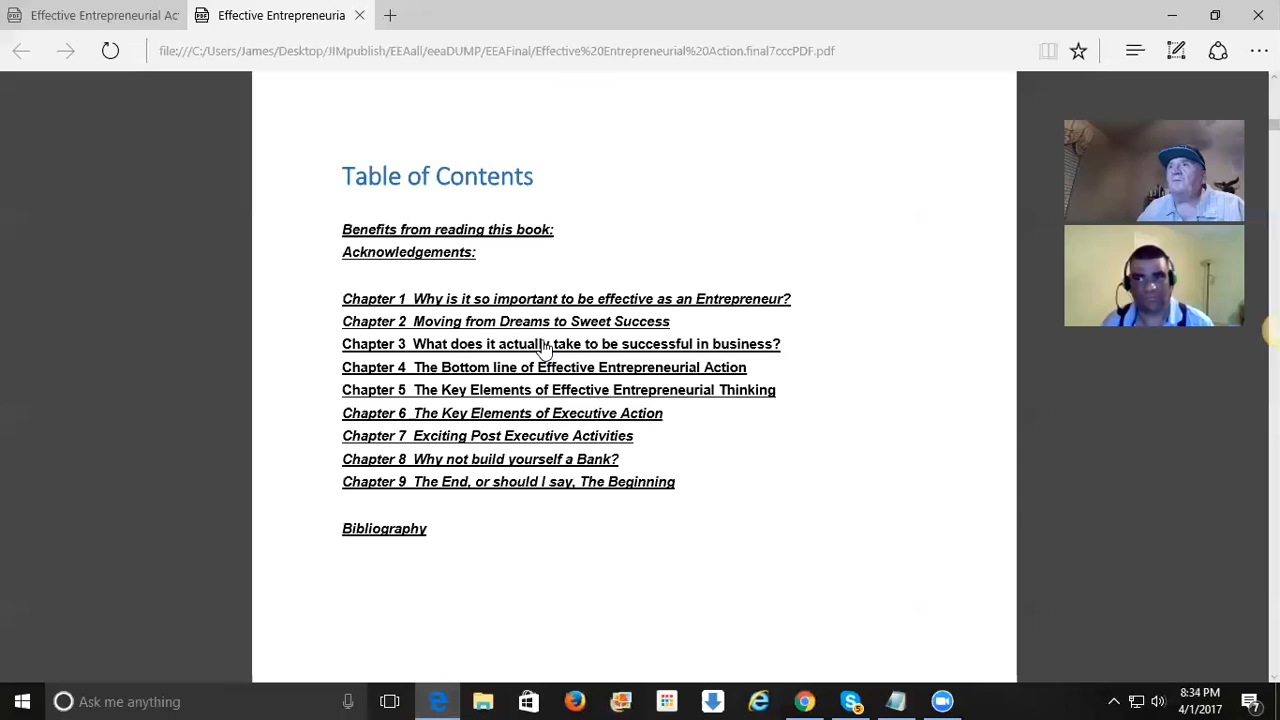 Effective Entrepreneurial Ac
Effective Entrepreneuria
file:///C:/Users/James/Desktop/JIMpublish/EEAall/eeaDUMP/EEAFinal/Effective%20Entrepreneurial%20Action.final7cccPDF.pdf
Table of Contents
Benefits from reading this book:
Acknowledgements:
Chapter 1 Why is it so important to be effective as an Entrepreneur?
Chapter 2 Moving from Dreams to Sweet Success
Chapter 3 What does it actually take to be successful in business?
Chapter 4 The Bottom line of Effective Entrepreneurial Action
Chapter 5 The Key Elements of Effective Entrepreneurial Thinking
Chapter 6 The Key Elements of Executive Action
Chapter 7 Exciting Post Executive Activities
Chapter 8 Why not build yourself a Bank?
Chapter 9 The End, or should I say, The Beginning
Bibliography
Ask me anything
5
8:34 PM
4/1/2017
7